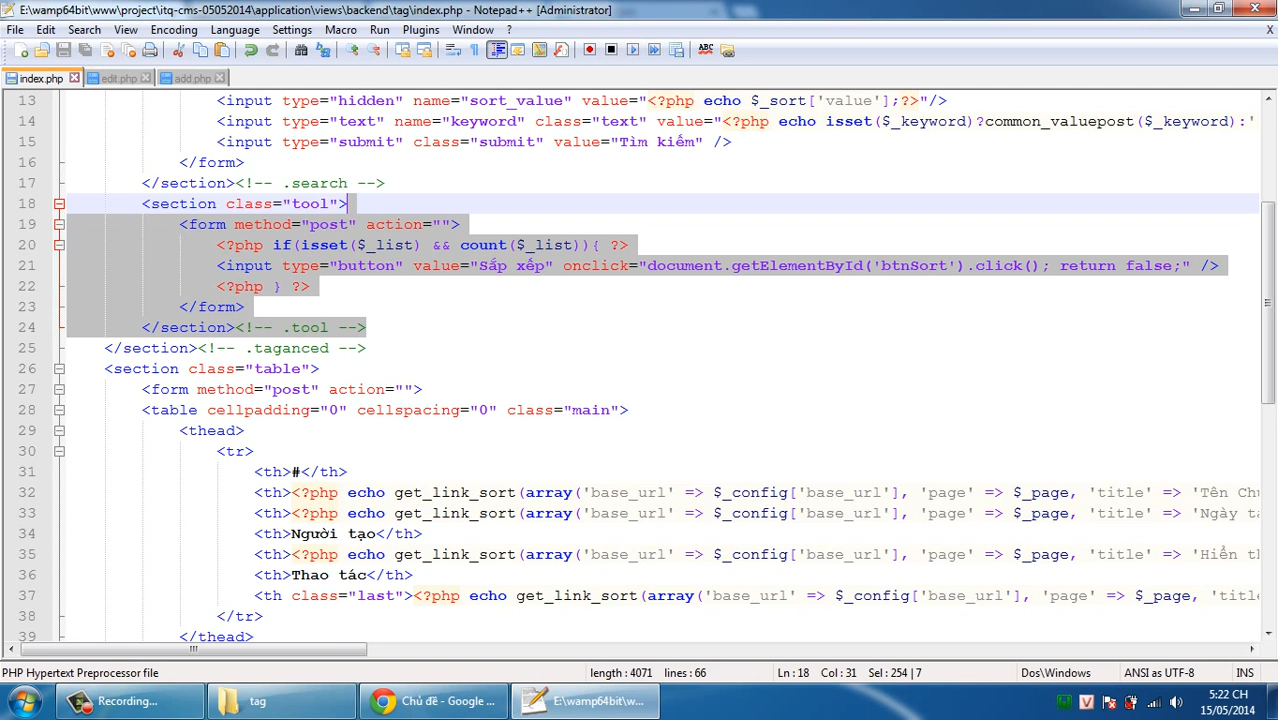 E:\wamp64bit\www\project\itq-cms-05052014\application\views\backend\tag\index.php - Notepad++ [Administrator]
File Edit Search View Encoding Language Settings Macro Run Plugins Window ? X
index.php edit.php add.php
13 <input type="hidden" name="sort_value" value="<?php echo $_sort['value'];?>"/>
14 <input type="text" name="keyword" class="text" value="<?php echo isset($_keyword)?common_valuepost($_keyword):'
15 <input type="submit" class="submit" value="Tìm kiếm" />
16 </form>
17 </section><!-- .search -->
18 <section class="tool">
19 <form method="post" action="">
20 <?php if(isset($_list) && count($_list)){ ?>
21 <input type="button" value="Sắp xếp" onclick="document.getElementById('btnSort').click(); return false;" />
22 <?php } ?>
23 </form>
24 </section><!-- .tool -->
25 </section><!-- .taganced -->
26 <section class="table">
27 <form method="post" action="">
28 <table cellpadding="0" cellspacing="0" class="main">
29 <thead>
30 <tr>
31 <th>#</th>
32 <th><?php echo get_link_sort(array('base_url' => $_config['base_url'], 'page' => $_page, 'title' => 'Tên
33 <th><?php echo get_link_sort(array('base_url' => $_config['base_url'], 'page' => $_page, 'title' => 'Ngày
34 <th>Người tạo</th>
35 <th><?php echo get_link_sort(array('base_url' => $_config['base_url'], 'page' => $_page, 'title' => 'Hiển
36 <th>Thao tác</th>
37 <th class="last"><?php echo get_link_sort(array('base_url' => $_config['base_url'], 'page' => $_page,
38 </tr>
39 </thead>
PHP Hypertext Preprocessor file length : 4071 lines : 66 Ln : 18 Col : 31 Sel : 254 | 7 Dos\Windows ANSI as UTF-8 INS
Recording... tag Chủ đề - Google ... E:\wamp64bit\w... 5:22 CH
15/05/2014